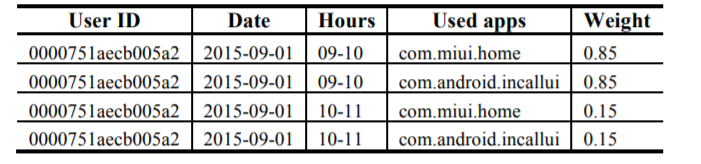 User ID Date Hours Used apps Weight
0000751aecb005a2 2015-09-01 09-10 com.miui.home 0.85
0000751aecb005a2 2015-09-01 09-10 com.android.incallui 0.85
0000751aecb005a2 2015-09-01 10-11 com.miui.home 0.15
0000751aecb005a2 2015-09-01 10-11 com.android.incallui 0.15